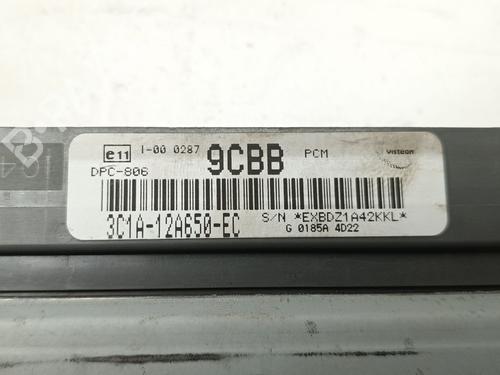 e11 I-00 0287 9CBB PCM Visteon
DPC-806
3C1A-12A650-EC S/N *EXBDZ1A42KKL*
G 0185A 4D22